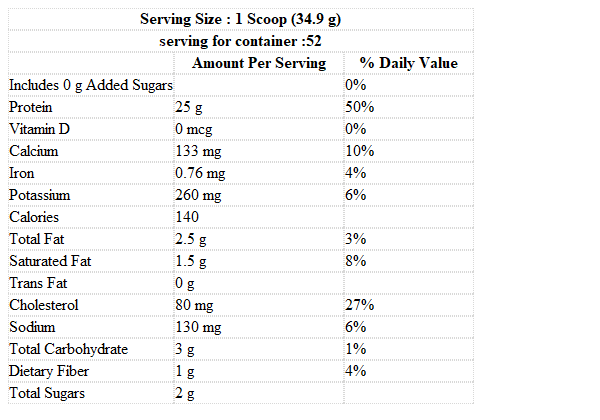 Serving Size : 1 Scoop (34.9 g)
serving for container :52
Amount Per Serving % Daily Value
Includes 0 g Added Sugars 0%
Protein 25 g 50%
Vitamin D 0 mcg 0%
Calcium 133 mg 10%
Iron 0.76 mg 4%
Potassium 260 mg 6%
Calories 140
Total Fat 2.5 g 3%
Saturated Fat 1.5 g 8%
Trans Fat 0 g
Cholesterol 80 mg 27%
Sodium 130 mg 6%
Total Carbohydrate 3 g 1%
Dietary Fiber 1 g 4%
Total Sugars 2 g